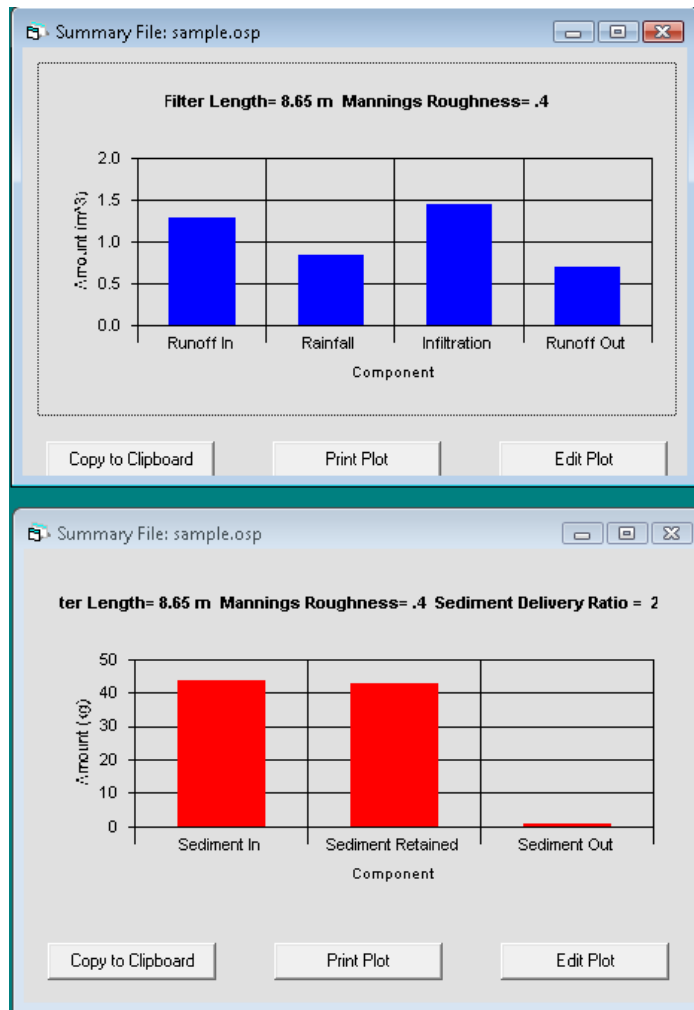 Summary File: sample.osp
Filter Length= 8.65 m Mannings Roughness= .4
2.0
1.5
1.0
0.5
0.0
Amount (m^3)
Runoff In Rainfall Infiltration Runoff Out
Component
Copy to Clipboard Print Plot Edit Plot
Summary File: sample.osp
ter Length= 8.65 m Mannings Roughness= .4 Sediment Delivery Ratio = 2
50
40
30
20
10
0
Amount (kg)
Sediment In Sediment Retained Sediment Out
Component
Copy to Clipboard Print Plot Edit Plot